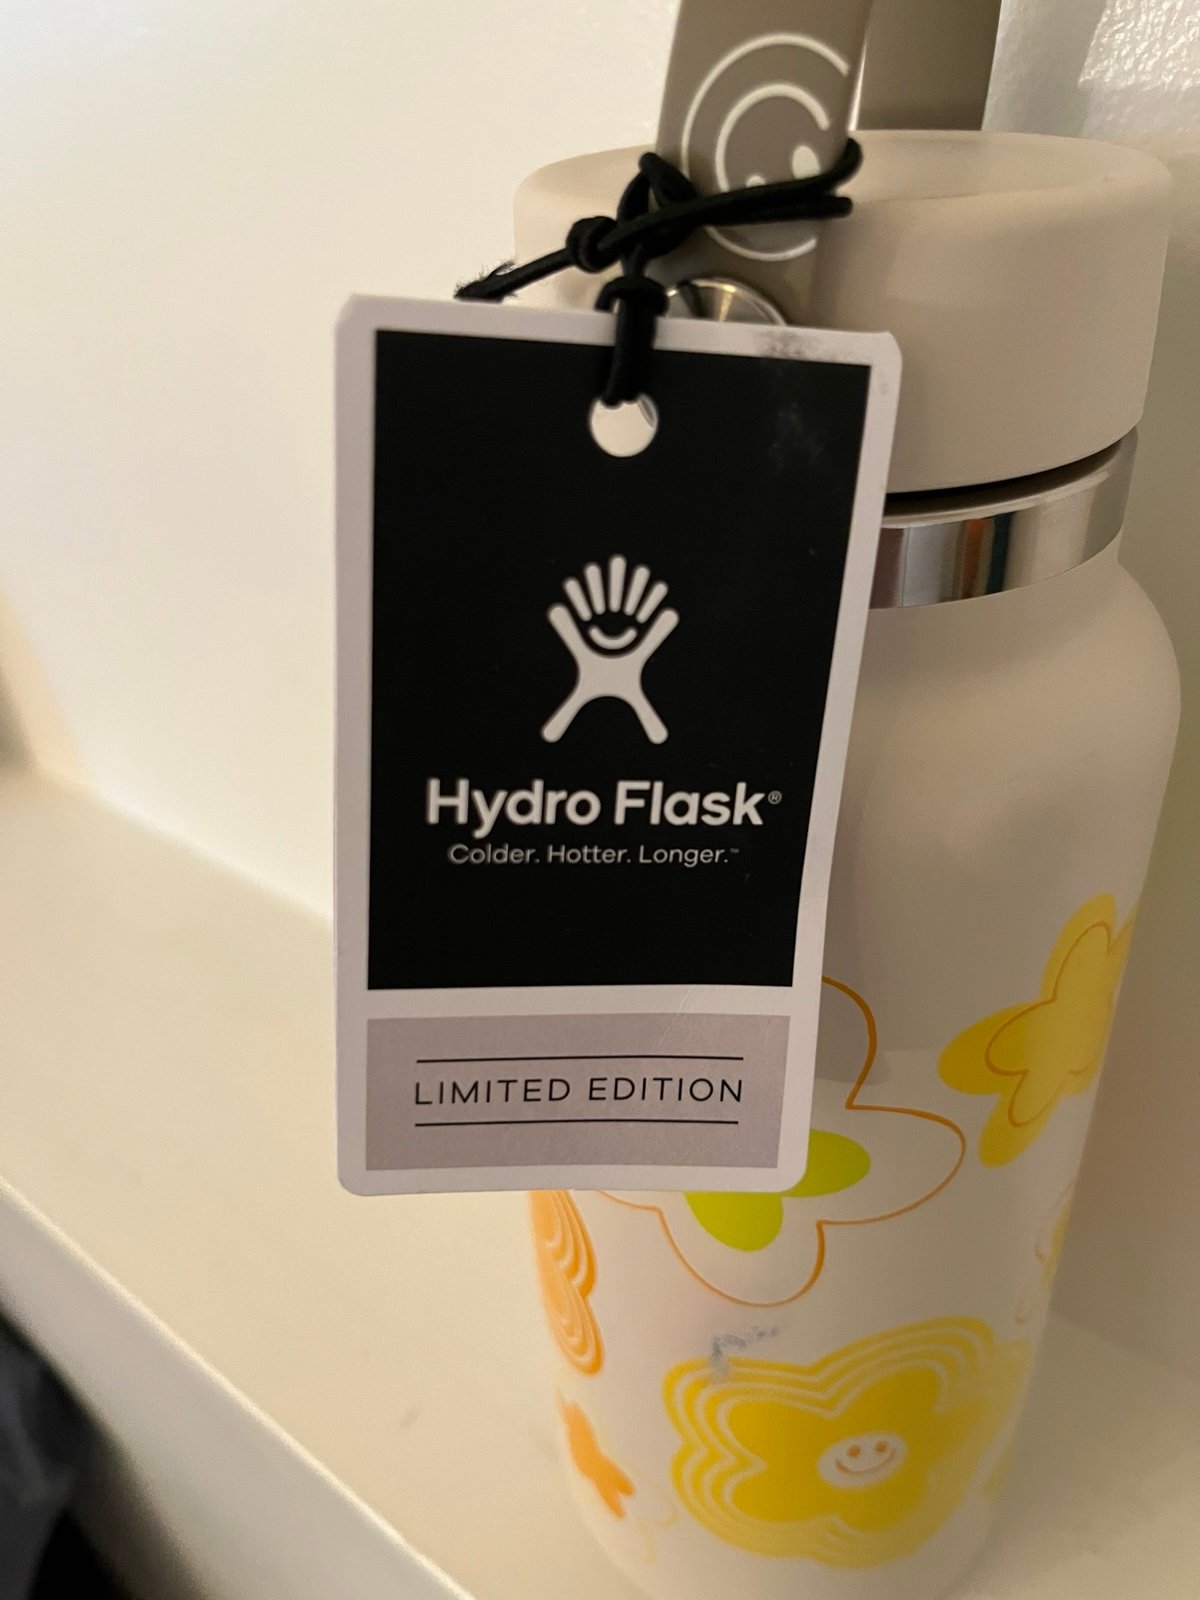 Hydro Flask®
Colder. Hotter. Longer.™
LIMITED EDITION